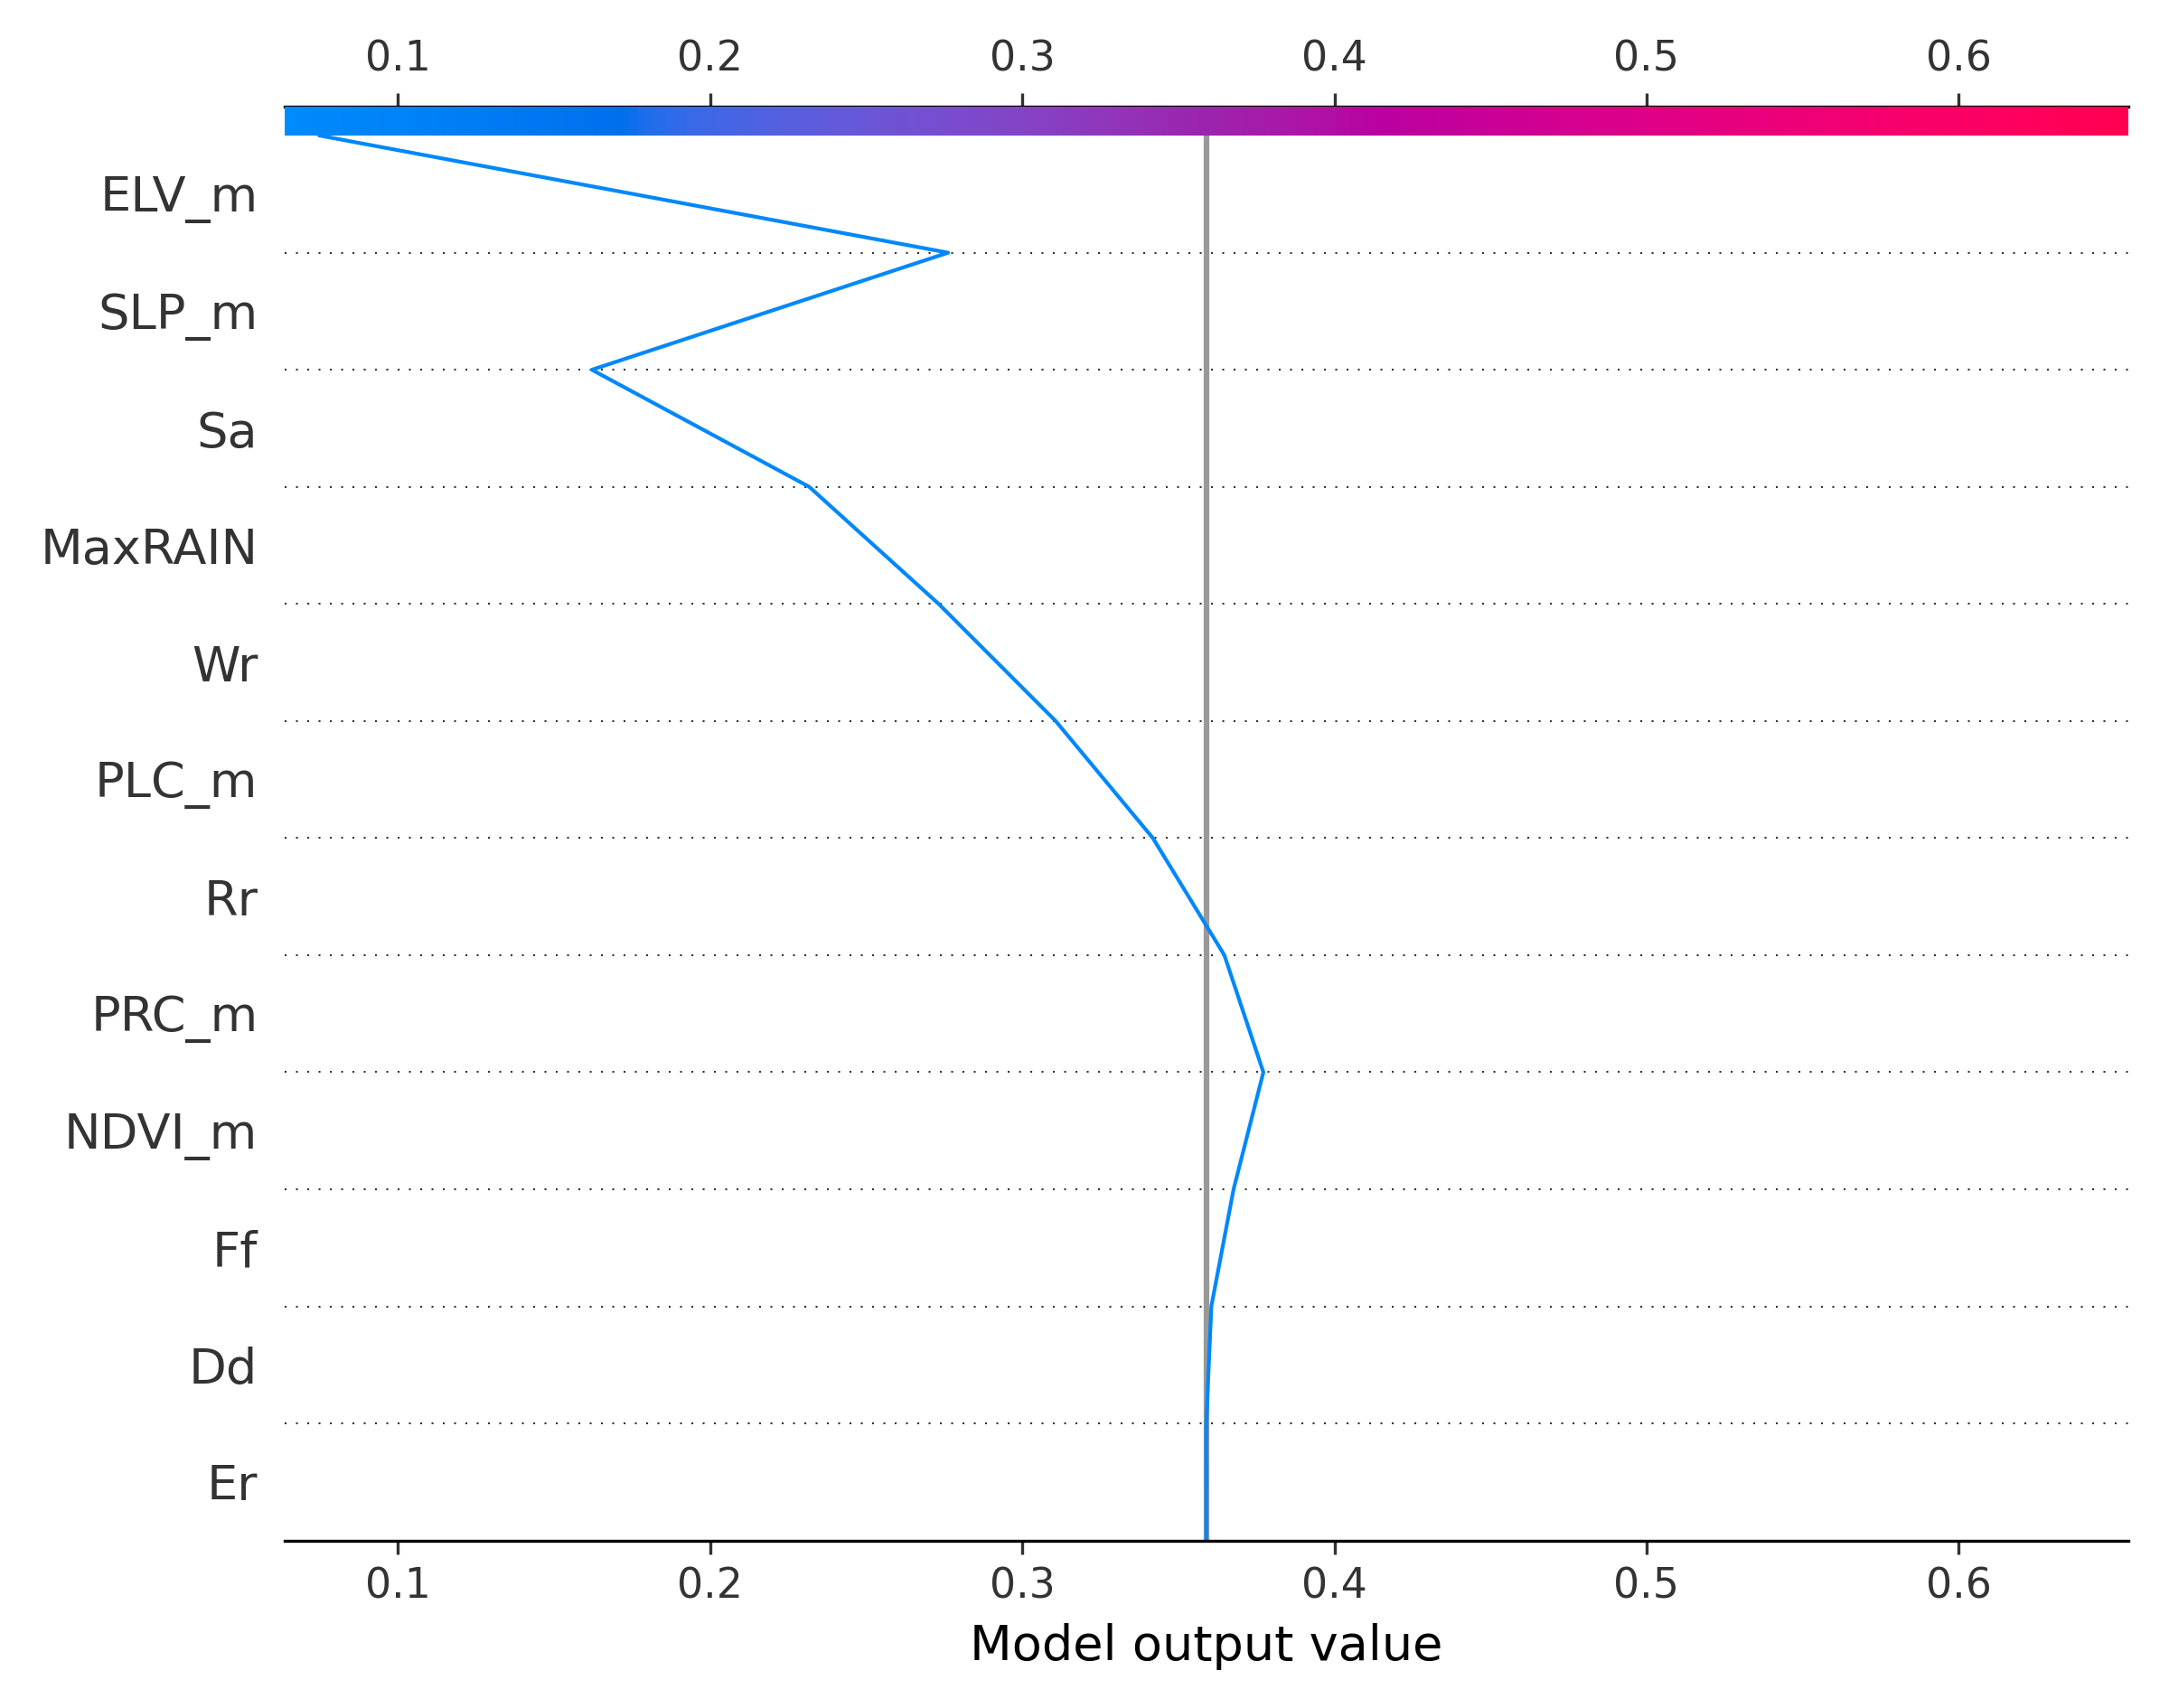 0.1 0.2 0.3 0.4 0.5 0.6
ELV_m
SLP_m
Sa
MaxRAIN
Wr
PLC_m
Rr
PRC_m
NDVI_m
Ff
Dd
Er
0.1 0.2 0.3 0.4 0.5 0.6
Model output value